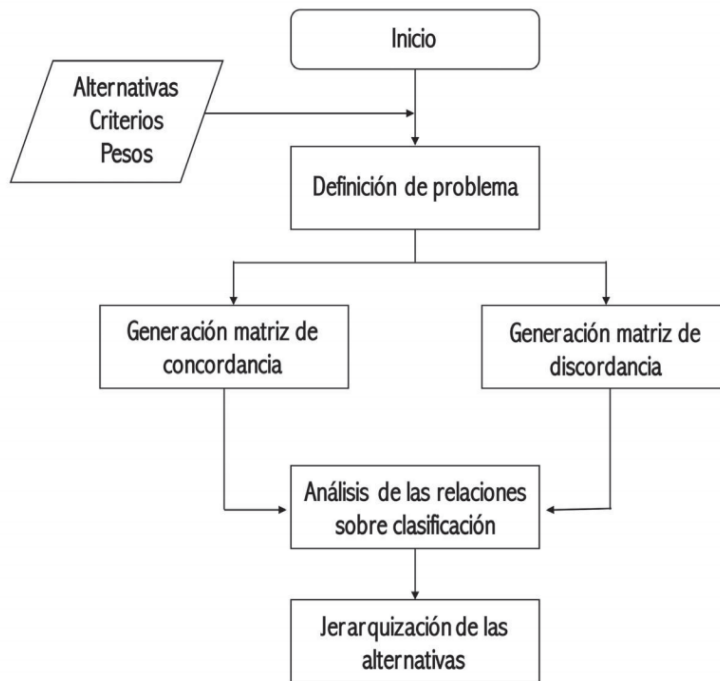 Inicio
Alternativas
Criterios
Pesos
Definición de problema
Generación matriz de
concordancia
Generación matriz de
discordancia
Análisis de las relaciones
sobre clasificación
Jerarquización de las
alternativas